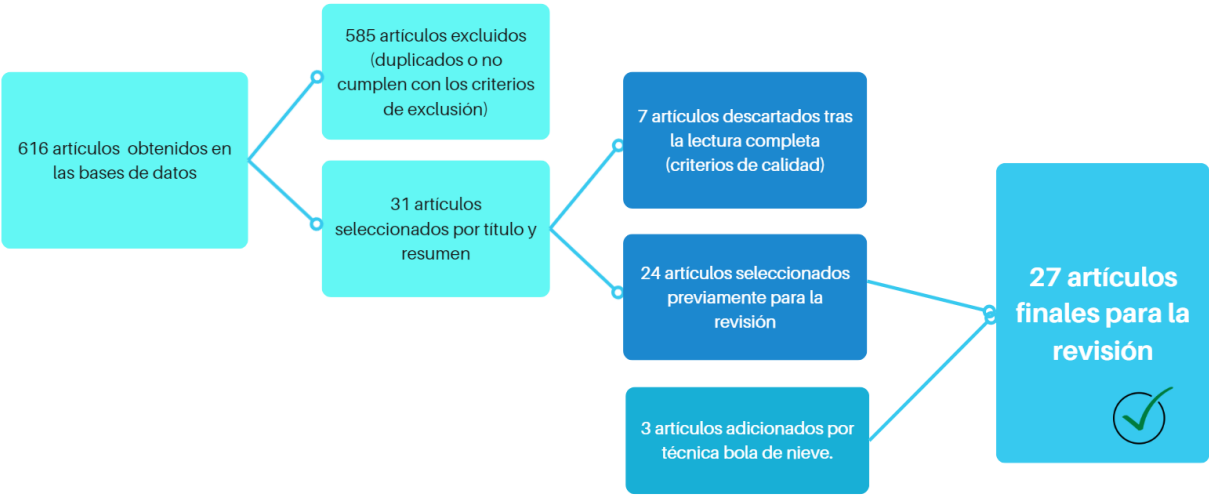 616 artículos obtenidos en
las bases de datos
585 artículos excluidos
(duplicados o no
cumplen con los criterios
de exclusión)
31 artículos
seleccionados por título y
resumen
7 artículos descartados tras
la lectura completa
(criterios de calidad)
24 artículos seleccionados
previamente para la
revisión
3 artículos adicionados por
técnica bola de nieve.
27 artículos
finales para la
revisión